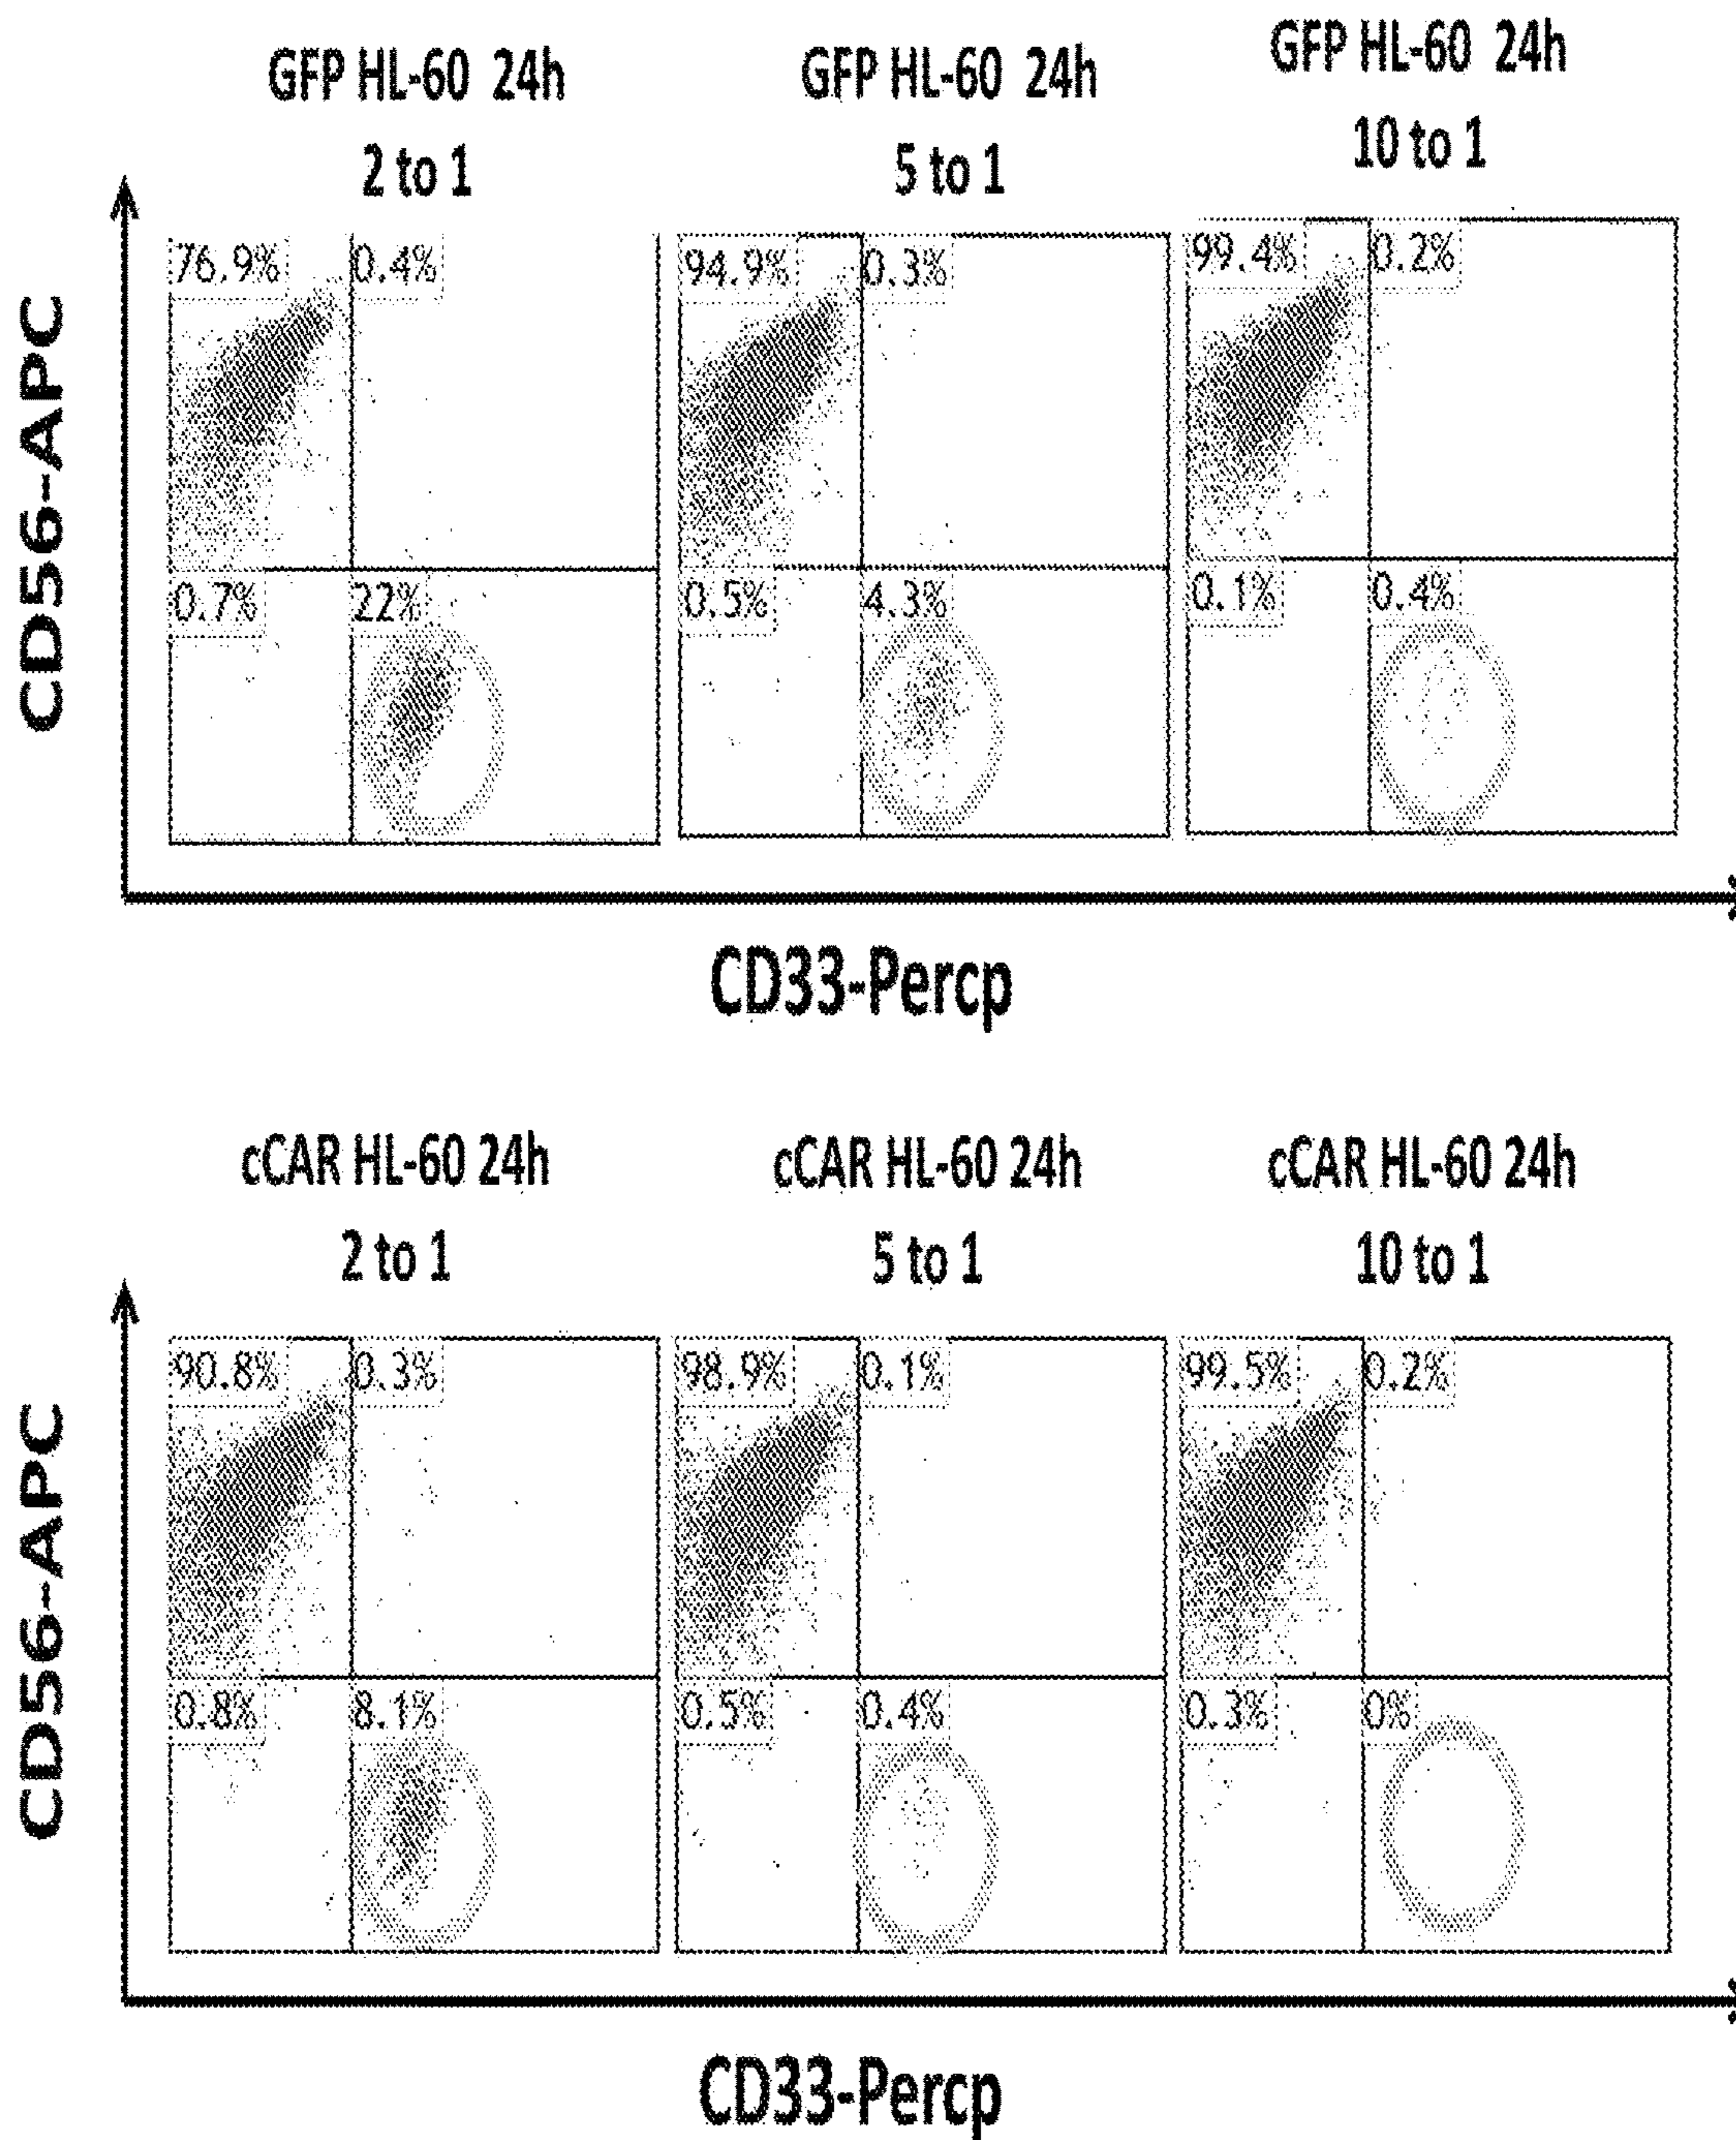 GFP HL-60 24h
2 to 1
GFP HL-60 24h
5 to 1
GFP HL-60 24h
10 to 1
CD56-APC
76.9% 0.4%
0.7% 22%
94.9% 0.3%
0.5% 4.3%
99.4% 0.2%
0.1% 0.4%
CD33-Percp
cCAR HL-60 24h
2 to 1
cCAR HL-60 24h
5 to 1
cCAR HL-60 24h
10 to 1
CD56-APC
90.8% 0.3%
0.8% 8.1%
98.9% 0.1%
0.5% 0.4%
99.5% 0.2%
0.3% 0%
CD33-Percp